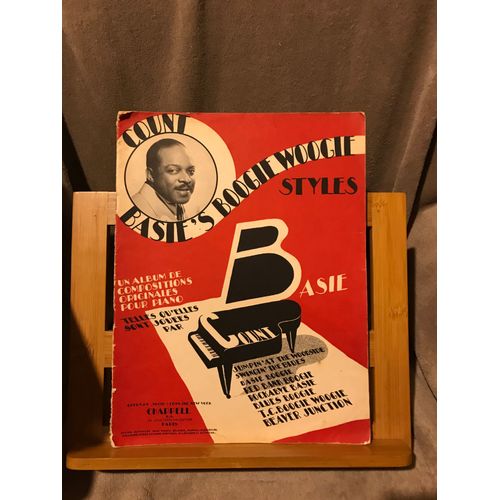 COUNT
BASIE'S BOOGIE WOOGIE
STYLES
UN ALBUM DE
COMPOSITIONS
ORIGINALES
POUR PIANO
TELLES QU'ELLES
SONT JOUÉES
PAR
BASIE
COUNT
JUMPIN' AT THE WOODSIDE
SWINGIN' THE BLUES
BASIE BOOGIE
RED BANK BOOGIE
ROCKABYE BASIE
BLUES BOOGIE
T.C. BOOGIE WOOGIE
BEAVER JUNCTION
CHAPPELL
PARIS